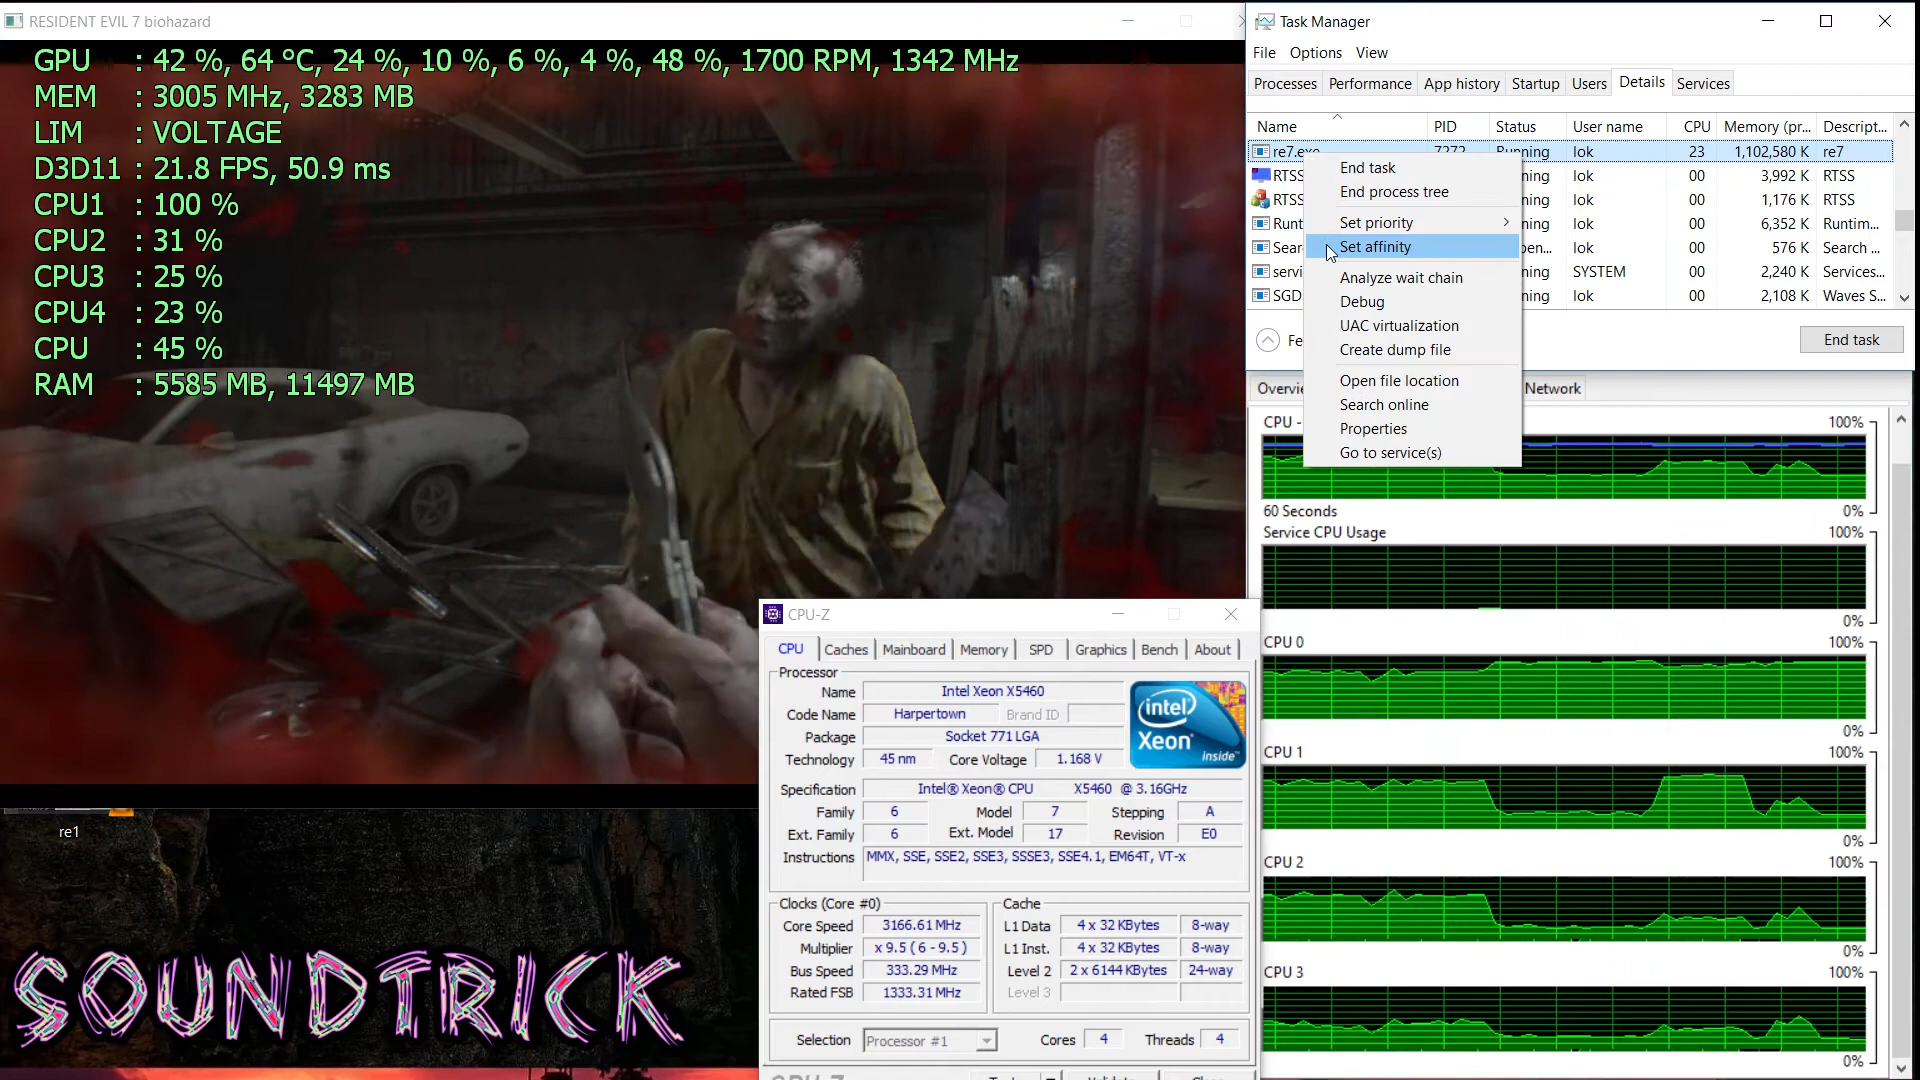 RESIDENT EVIL 7 biohazard
GPU : 42 %, 64 °C, 24 %, 10 %, 6 %, 4 %, 48 %, 1700 RPM, 1342 MHz
MEM : 3005 MHz, 3283 MB
LIM : VOLTAGE
D3D11 : 21.8 FPS, 50.9 ms
CPU1 : 100 %
CPU2 : 31 %
CPU3 : 25 %
CPU4 : 23 %
CPU : 45 %
RAM : 5585 MB, 11497 MB
re1
SOUNDTRICK
Task Manager
File Options View
Processes Performance App history Startup Users Details Services
Name PID Status User name CPU Memory (pr... Descript...
re7.exe 7272 Running lok 23 1,102,580 K re7
RTSS ning lok 00 3,992 K RTSS
RTSS ning lok 00 1,176 K RTSS
Runt ning lok 00 6,352 K Runtim...
Sear pen... lok 00 576 K Search ...
servi ning SYSTEM 00 2,240 K Services...
SGD ning lok 00 2,108 K Waves S...
Fe End task
End task
End process tree
Set priority
Set affinity
Analyze wait chain
Debug
UAC virtualization
Create dump file
Open file location
Search online
Properties
Go to service(s)
Overvie Network
CPU - 100%
60 Seconds 0%
Service CPU Usage 100%
0%
CPU 0 100%
0%
CPU 1 100%
0%
CPU 2 100%
0%
CPU 3 100%
0%
CPU-Z
CPU Caches Mainboard Memory SPD Graphics Bench About
Processor
Name Intel Xeon X5460
Code Name Harpertown Brand ID
Package Socket 771 LGA
Technology 45 nm Core Voltage 1.168 V
intel
Xeon
inside™
Specification Intel® Xeon® CPU X5460 @ 3.16GHz
Family 6 Model 7 Stepping A
Ext. Family 6 Ext. Model 17 Revision E0
Instructions MMX, SSE, SSE2, SSE3, SSSE3, SSE4.1, EM64T, VT-x
Clocks (Core #0)
Core Speed 3166.61 MHz
Multiplier x 9.5 ( 6 - 9.5 )
Bus Speed 333.29 MHz
Rated FSB 1333.31 MHz
Cache
L1 Data 4 x 32 KBytes 8-way
L1 Inst. 4 x 32 KBytes 8-way
Level 2 2 x 6144 KBytes 24-way
Level 3
Selection Processor #1 Cores 4 Threads 4